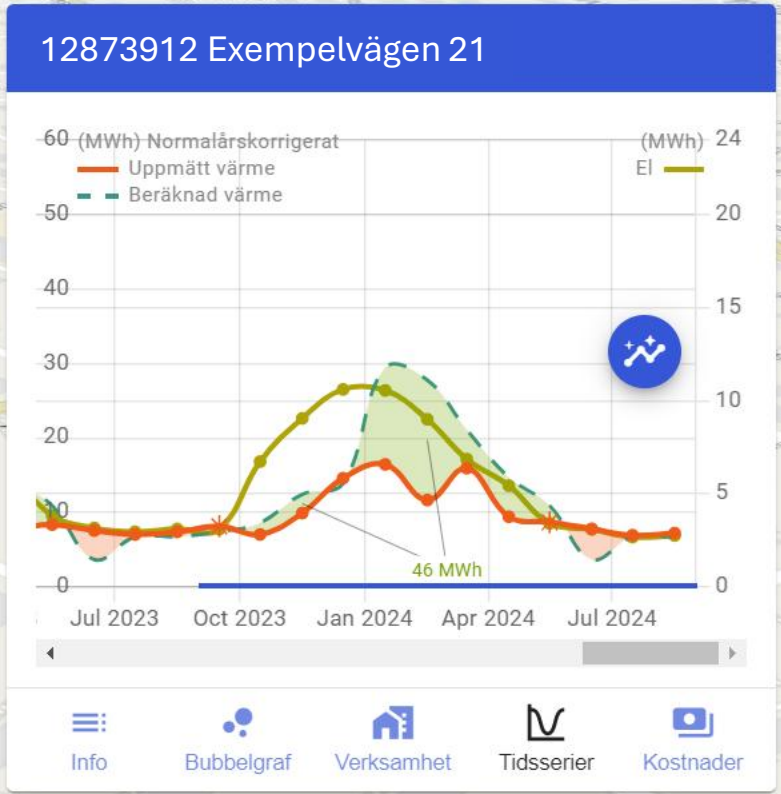 12873912 Exempelvägen 21
60 (MWh) Normalårskorrigerat (MWh) 24
Uppmätt värme El
Beräknad värme
50 20
40
15
30
10
20
5
10
46 MWh
0 0
Jul 2023 Oct 2023 Jan 2024 Apr 2024 Jul 2024
Info Bubbelgraf Verksamhet Tidsserier Kostnader